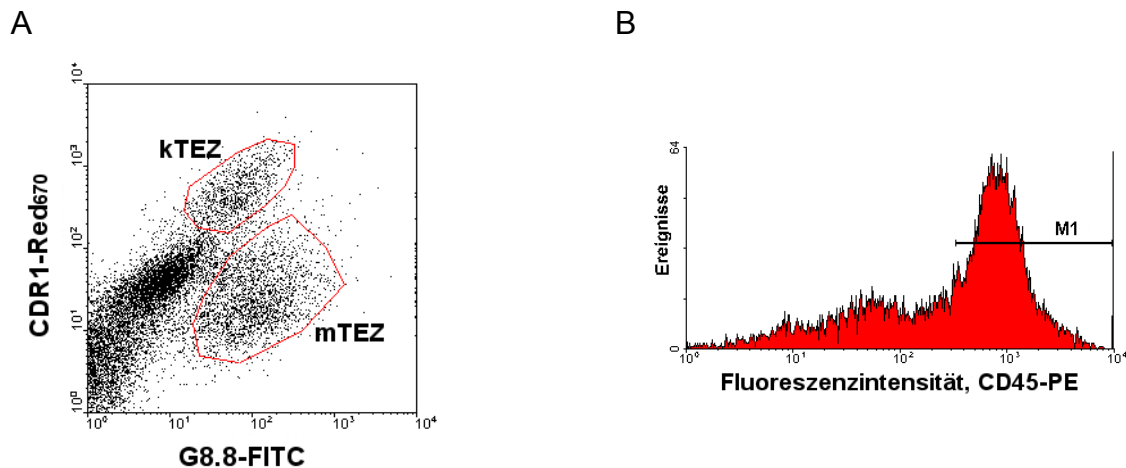 A
CDR1-Red670
10⁴
10³
10²
10¹
10⁰
kTEZ
mTEZ
10⁰ 10¹ 10² 10³ 10⁴
G8.8-FITC
B
Ereignisse
64
0
M1
10⁰ 10¹ 10² 10³ 10⁴
Fluoreszenzintensität, CD45-PE